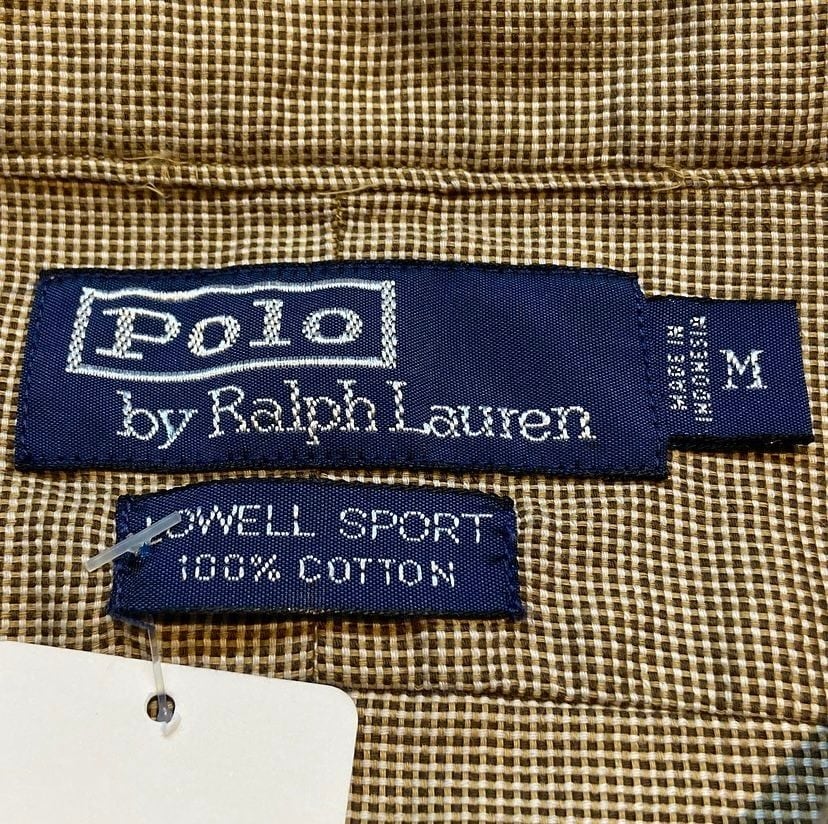 Polo
by Ralph Lauren
MADE IN
INDONESIA
M
LOWELL SPORT
100% COTTON